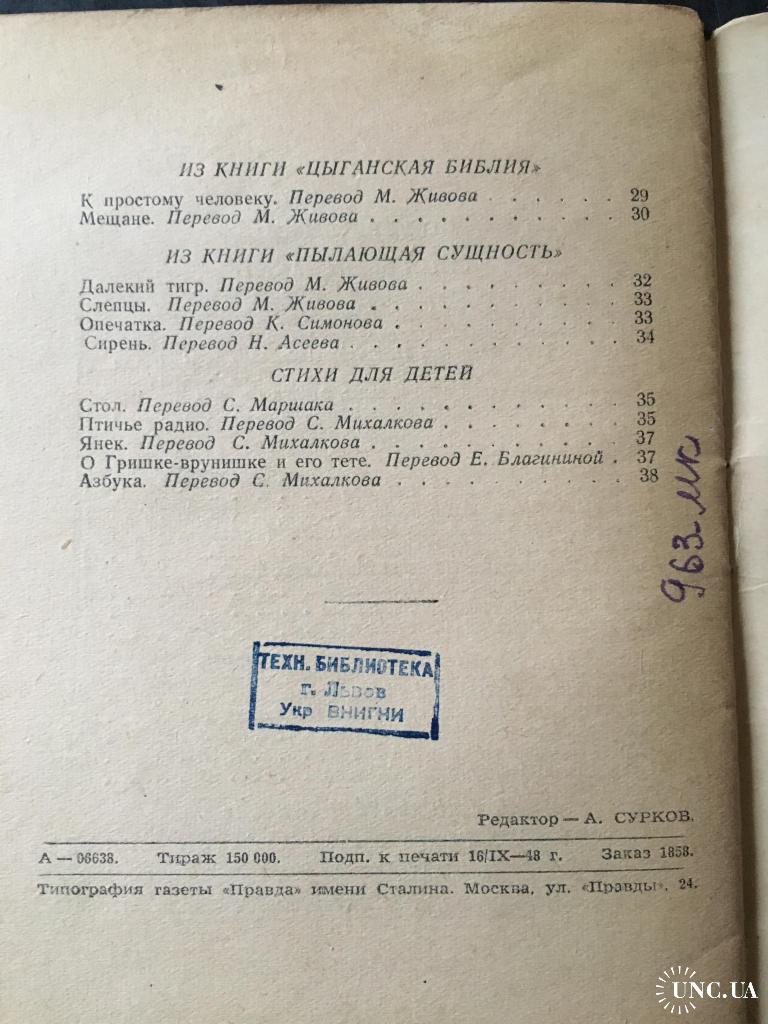 ИЗ КНИГИ «ЦЫГАНСКАЯ БИБЛИЯ»
К простому человеку. Перевод М. Живова . . . . . . 29
Мещане. Перевод М. Живова . . . . . . . . . . 30
ИЗ КНИГИ «ПЫЛАЮЩАЯ СУЩНОСТЬ»
Далекий тигр. Перевод М. Живова . . . . . . . . 32
Слепцы. Перевод М. Живова . . . . . . . . . . 33
Опечатка. Перевод К. Симонова . . . . . . . . . 33
Сирень. Перевод Н. Асеева . . . . . . . . . . . 34
СТИХИ ДЛЯ ДЕТЕЙ
Стол. Перевод С. Маршака . . . . . . . . . . . 35
Птичье радио. Перевод С. Михалкова . . . . . . . 35
Янек. Перевод С. Михалкова . . . . . . . . . . 37
О Гришке-врунишке и его тете. Перевод Е. Благининой . 37
Азбука. Перевод С. Михалкова . . . . . . . . . 38
963-мк
ТЕХН. БИБЛИОТЕКА
г. Львов
Укр ВНИГНИ
Редактор — А. СУРКОВ.
А — 06638. Тираж 150 000. Подп. к печати 16/IX—48 г. Заказ 1858.
Типография газеты «Правда» имени Сталина. Москва, ул. «Правды», 24.
UNC.UA